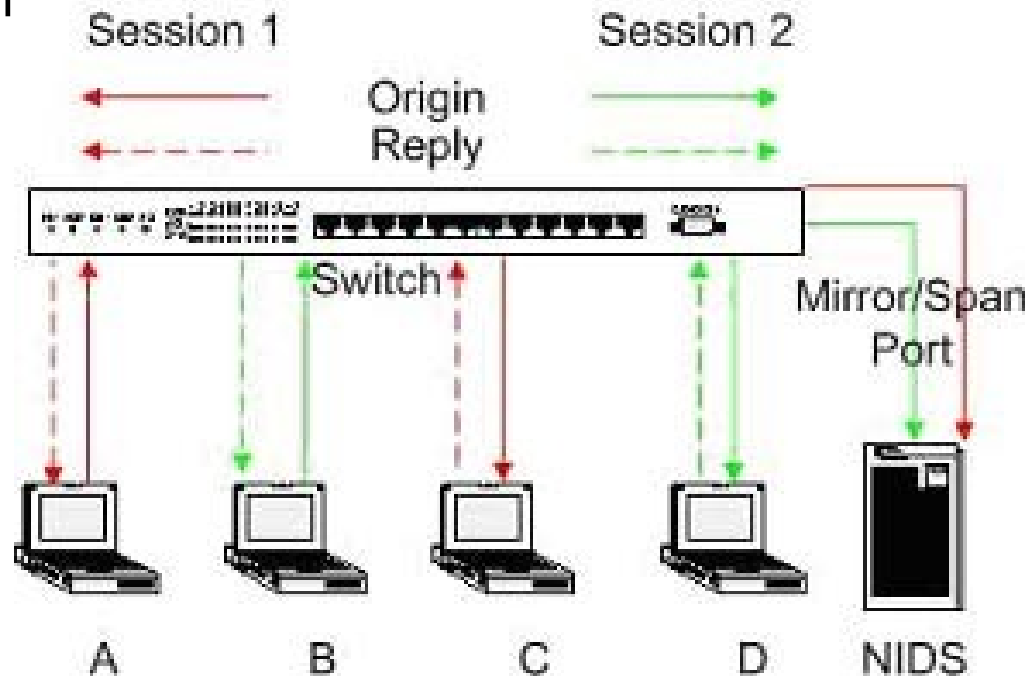 Session 1
Session 2
Origin
Reply
Switch
Mirror/Span
Port
A
B
C
D
NIDS